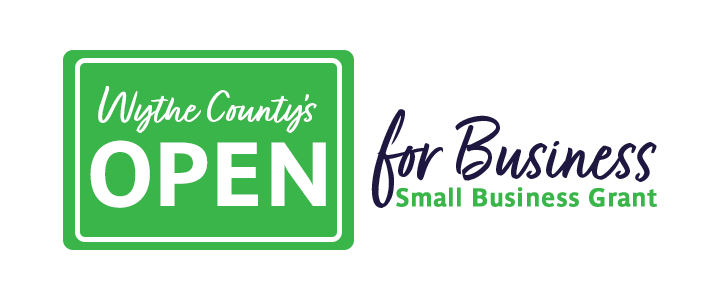 Wythe County's
OPEN
for Business
Small Business Grant